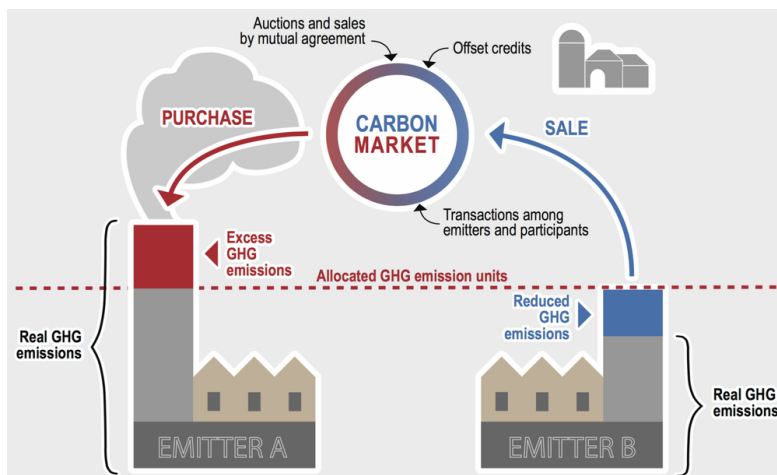 Auctions and sales
by mutual agreement
Offset credits
PURCHASE
CARBON
MARKET
SALE
Transactions among
emitters and participants
Excess
GHG
emissions
Allocated GHG emission units
Reduced
GHG
emissions
Real GHG
emissions
Real GHG
emissions
EMITTER A
EMITTER B